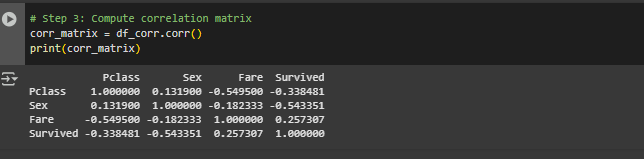 # Step 3: Compute correlation matrix
corr_matrix = df_corr.corr()
print(corr_matrix)
            Pclass       Sex      Fare  Survived
Pclass    1.000000  0.131900 -0.549500 -0.338481
Sex       0.131900  1.000000 -0.182333 -0.543351
Fare     -0.549500 -0.182333  1.000000  0.257307
Survived -0.338481 -0.543351  0.257307  1.000000